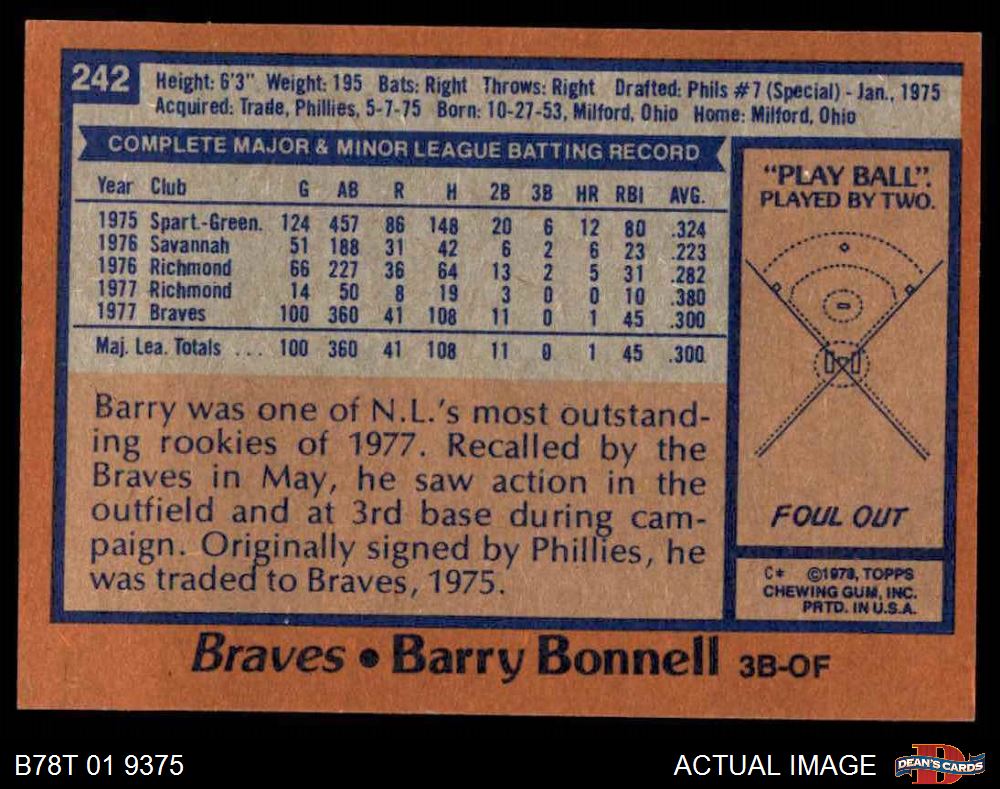 242
Height: 6'3" Weight: 195 Bats: Right Throws: Right Drafted: Phils #7 (Special) - Jan., 1975
Acquired: Trade, Phillies, 5-7-75 Born: 10-27-53, Milford, Ohio Home: Milford, Ohio
COMPLETE MAJOR & MINOR LEAGUE BATTING RECORD
Year Club G AB R H 2B 3B HR RBI AVG.
1975 Spart.-Green. 124 457 86 148 20 6 12 80 .324
1976 Savannah 51 188 31 42 6 2 6 23 .223
1976 Richmond 66 227 36 64 13 2 5 31 .282
1977 Richmond 14 50 8 19 3 0 0 10 .380
1977 Braves 100 360 41 108 11 0 1 45 .300
Maj. Lea. Totals ... 100 360 41 108 11 0 1 45 .300
Barry was one of N.L.'s most outstand-
ing rookies of 1977. Recalled by the
Braves in May, he saw action in the
outfield and at 3rd base during cam-
paign. Originally signed by Phillies, he
was traded to Braves, 1975.
"PLAY BALL".
PLAYED BY TWO.
FOUL OUT
C* ©1978, TOPPS
CHEWING GUM, INC.
PRTD. IN U.S.A.
Braves • Barry Bonnell 3B-OF
B78T 01 9375
ACTUAL IMAGE
DEAN'S CARDS